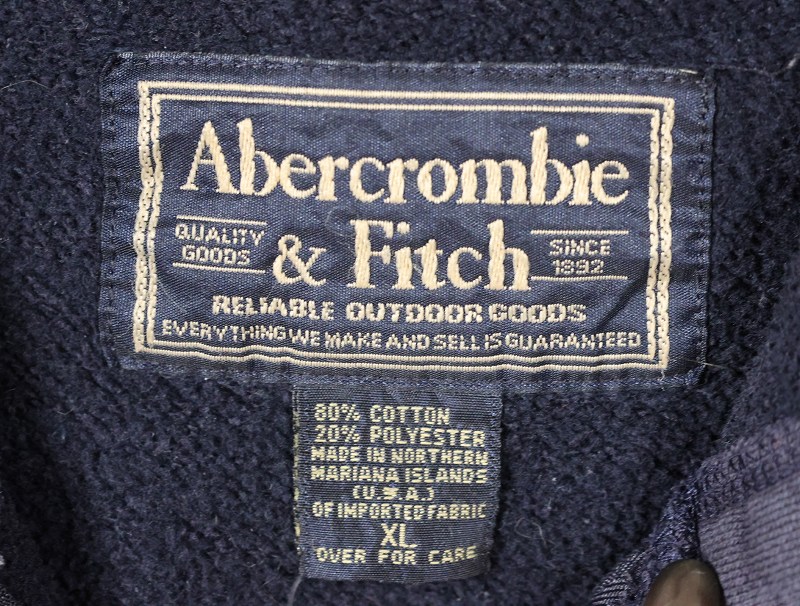 Abercrombie
QUALITY GOODS & Fitch SINCE 1892
RELIABLE OUTDOOR GOODS
EVERYTHING WE MAKE AND SELL IS GUARANTEED
80% COTTON
20% POLYESTER
MADE IN NORTHERN
MARIANA ISLANDS
(U.S.A.)
OF IMPORTED FABRIC
XL
OVER FOR CARE